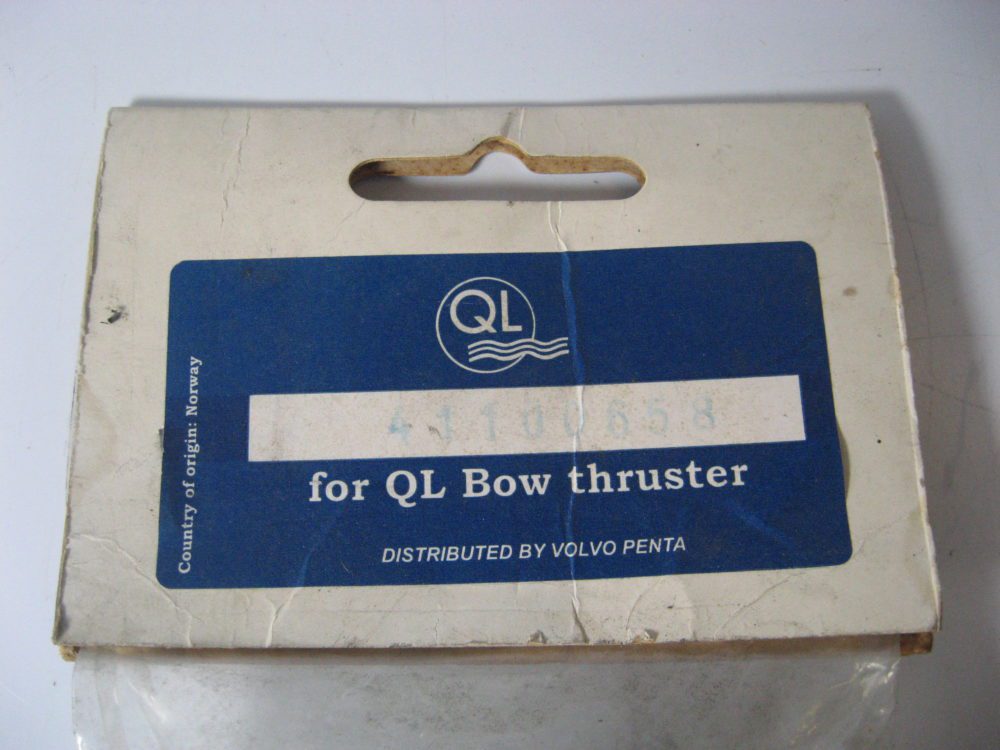 QL
41100658
for QL Bow thruster
DISTRIBUTED BY VOLVO PENTA
Country of origin: Norway